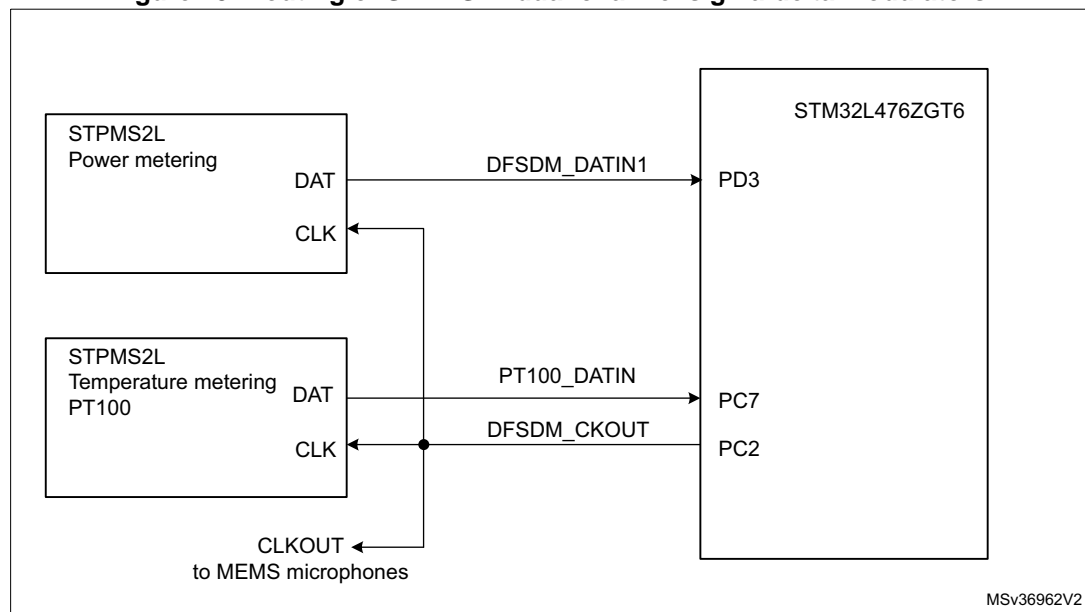 STM32L476ZGT6
STPMS2L
Power metering
DAT
DFSDM_DATIN1
PD3
CLK
STPMS2L
Temperature metering
PT100
DAT
PT100_DATIN
PC7
CLK
DFSDM_CKOUT
PC2
CLKOUT
to MEMS microphones
MSv36962V2